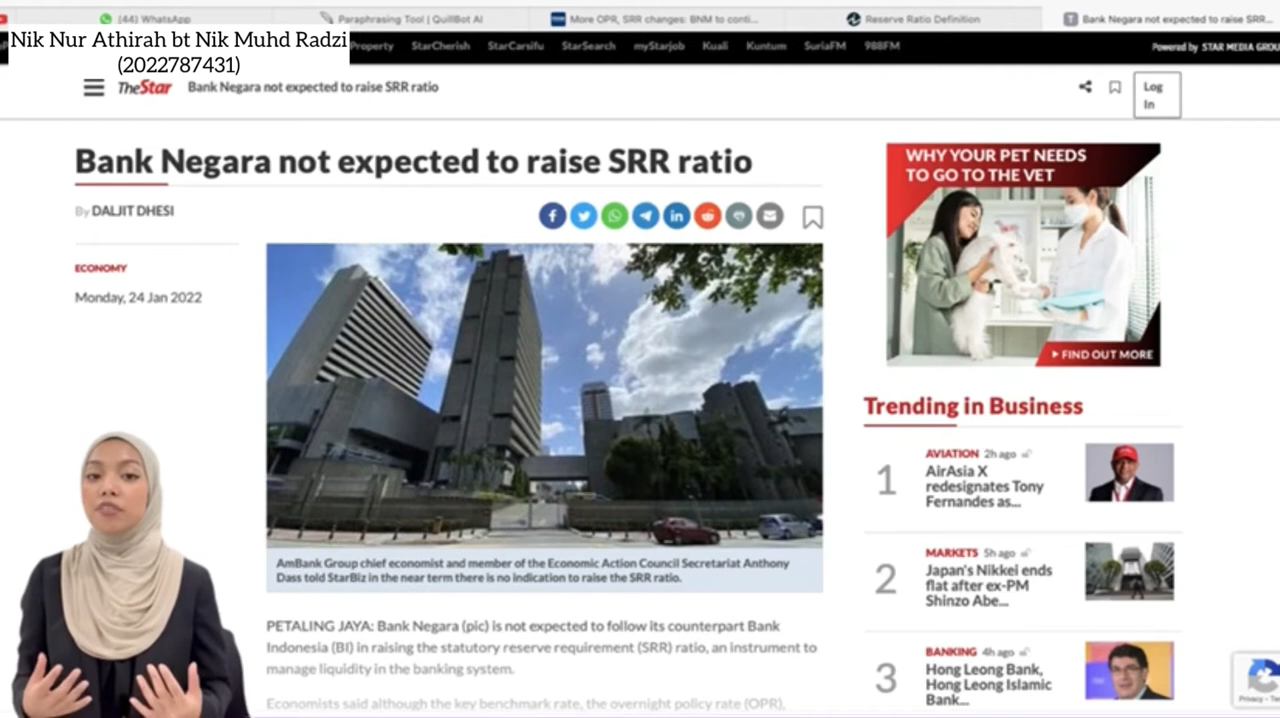 (44) WhatsApp
Paraphrasing Tool | QuillBot AI
More OPR, SRR changes: BNM to conti...
Reserve Ratio Definition
Bank Negara not expected to raise SRR...
Nik Nur Athirah bt Nik Muhd Radzi
(2022787431)
Property StarCherish StarCarsifu StarSearch myStarjob Kuali Kuntum SuriaFM 988FM
Powered by STAR MEDIA GROU
TheStar Bank Negara not expected to raise SRR ratio
Log
In
Bank Negara not expected to raise SRR ratio
By DALJIT DHESI
ECONOMY
Monday, 24 Jan 2022
AmBank Group chief economist and member of the Economic Action Council Secretariat Anthony
Dass told StarBiz in the near term there is no indication to raise the SRR ratio.
PETALING JAYA: Bank Negara (pic) is not expected to follow its counterpart Bank
Indonesia (BI) in raising the statutory reserve requirement (SRR) ratio, an instrument to
manage liquidity in the banking system.
Economists said although the key benchmark rate, the overnight policy rate (OPR),
WHY YOUR PET NEEDS
TO GO TO THE VET
FIND OUT MORE
Trending in Business
1
AVIATION 2h ago
AirAsia X
redesignates Tony
Fernandes as...
2
MARKETS 5h ago
Japan's Nikkei ends
flat after ex-PM
Shinzo Abe...
3
BANKING 4h ago
Hong Leong Bank,
Hong Leong Islamic
Bank...
Privacy